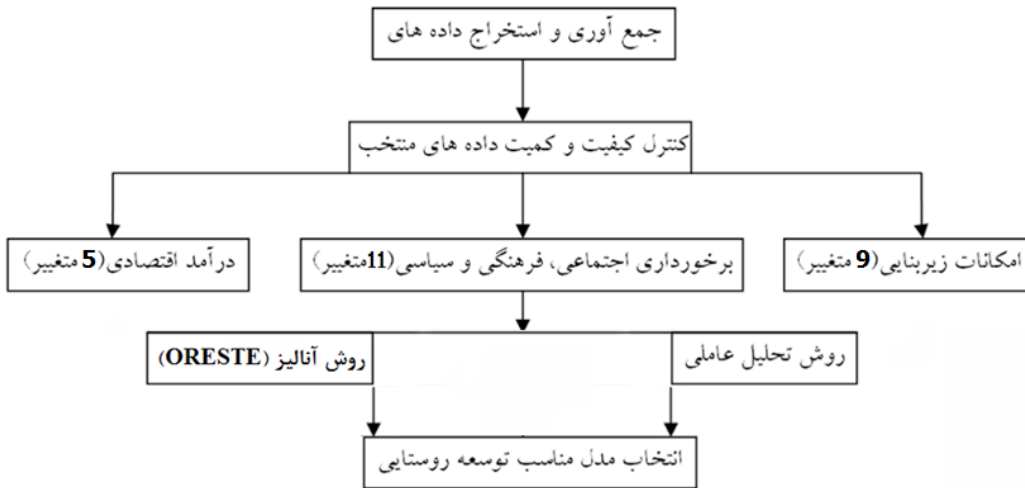 جمع آوری و استخراج داده های
کنترل کیفیت و کمیت داده های منتخب
امکانات زیربنایی(9 متغییر)
برخورداری اجتماعی، فرهنگی و سیاسی(11متغییر)
درآمد اقتصادی(5 متغییر)
روش تحلیل عاملی
روش آنالیز (ORESTE)
انتخاب مدل مناسب توسعه روستایی